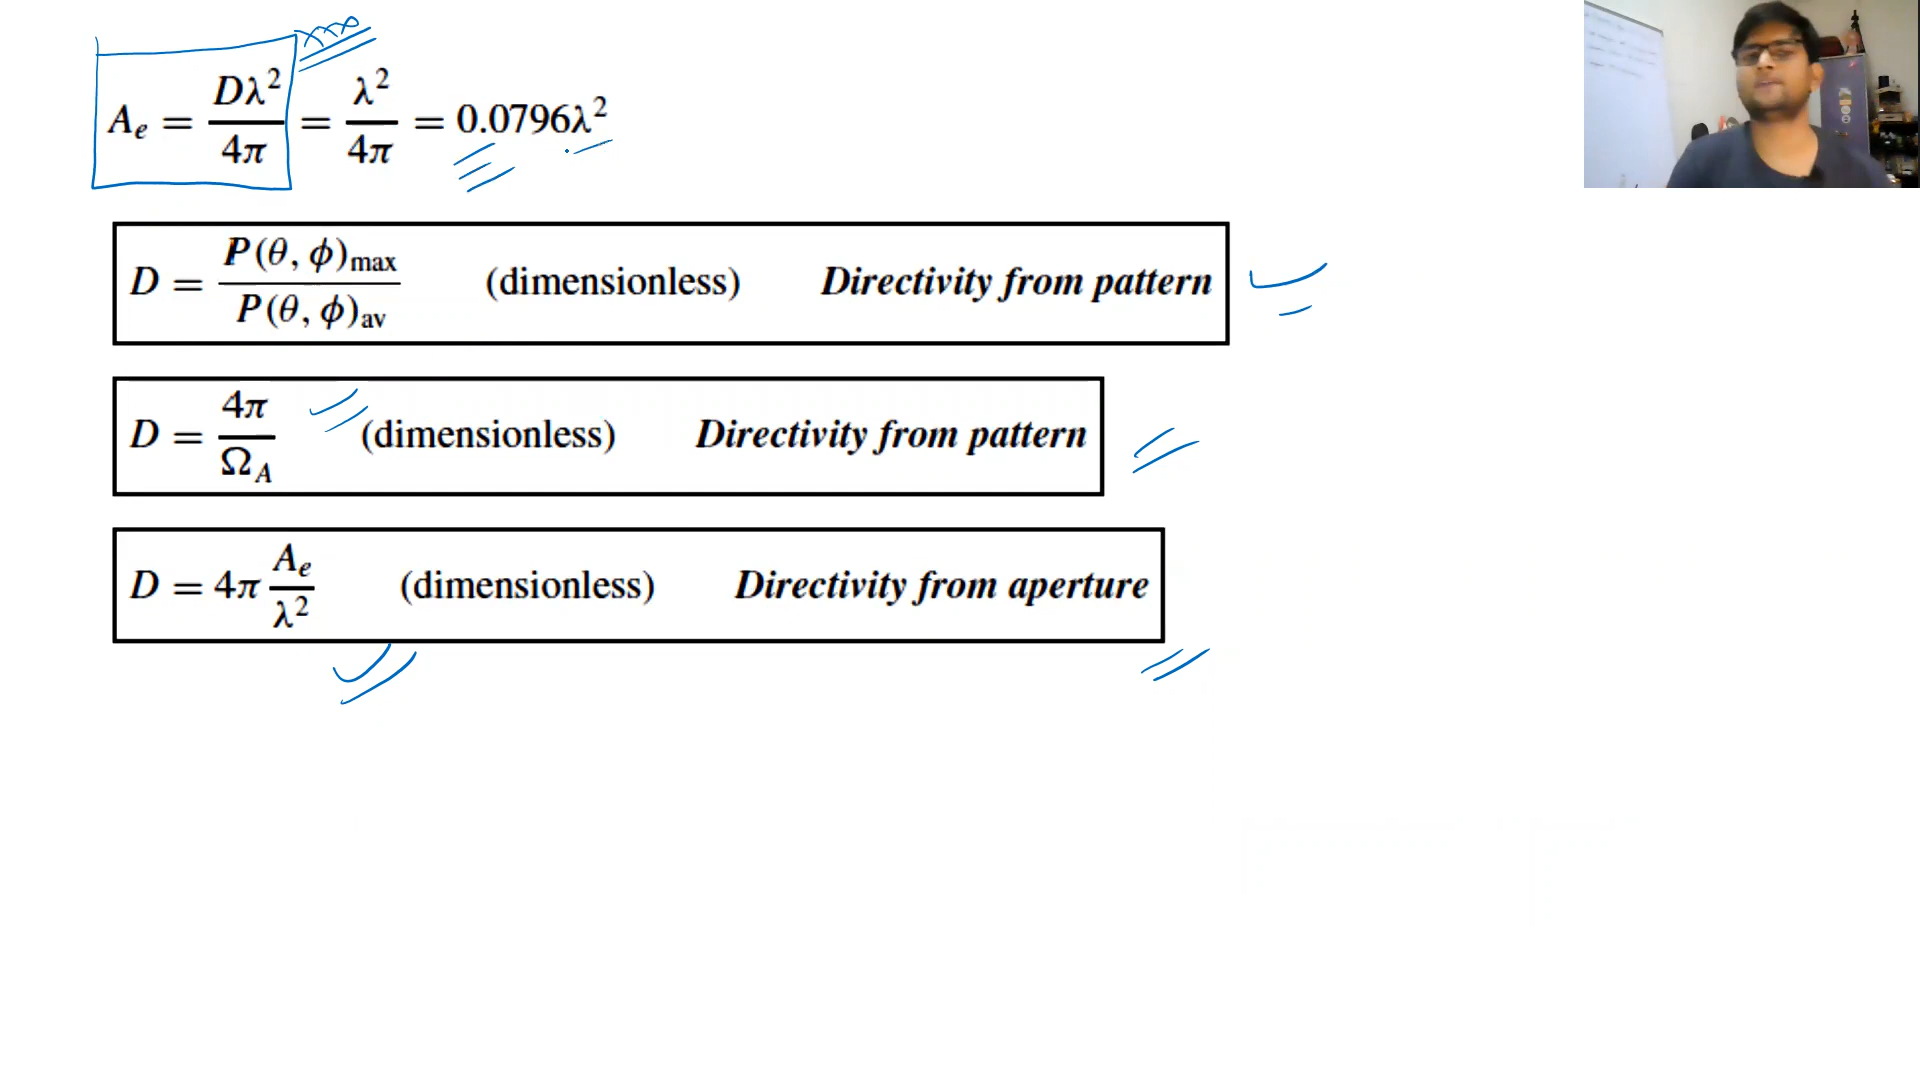 Aₑ = Dλ²/4π = λ²/4π = 0.0796λ²
D = P(θ, ϕ)max / P(θ, ϕ)av (dimensionless) Directivity from pattern
D = 4π/Ω_A (dimensionless) Directivity from pattern
D = 4π Aₑ/λ² (dimensionless) Directivity from aperture